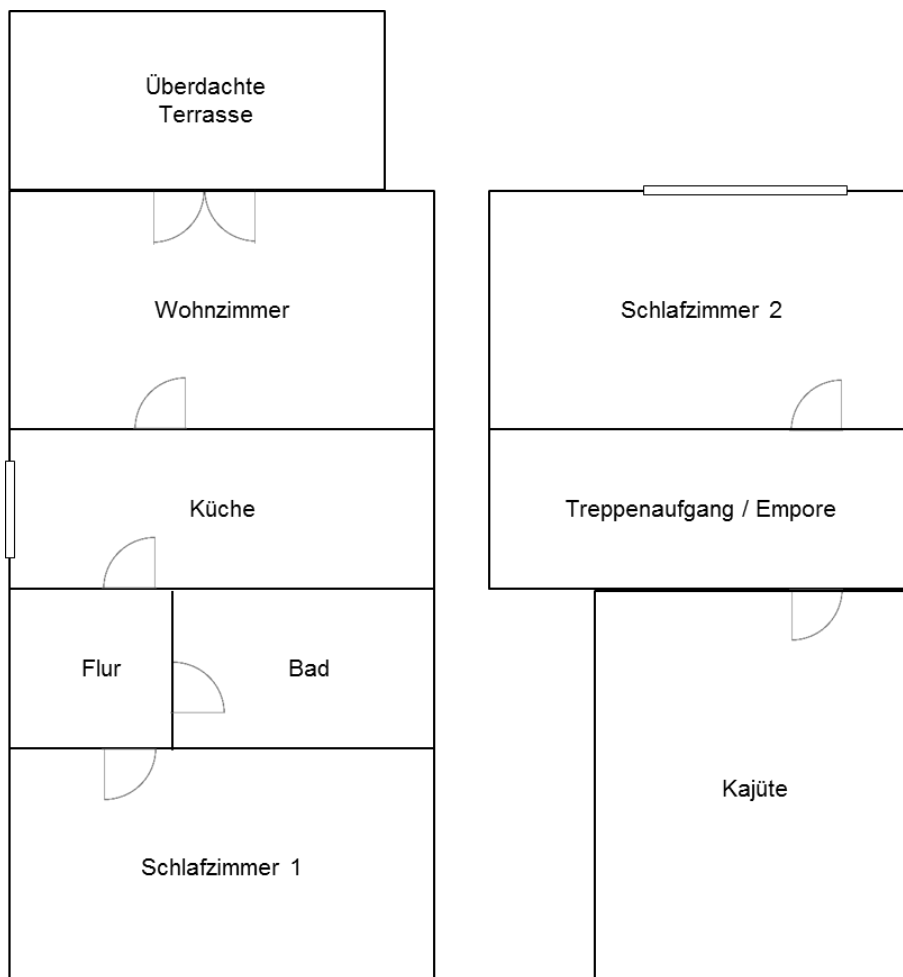 Überdachte
Terrasse
Wohnzimmer
Schlafzimmer 2
Küche
Treppenaufgang / Empore
Flur
Bad
Kajüte
Schlafzimmer 1